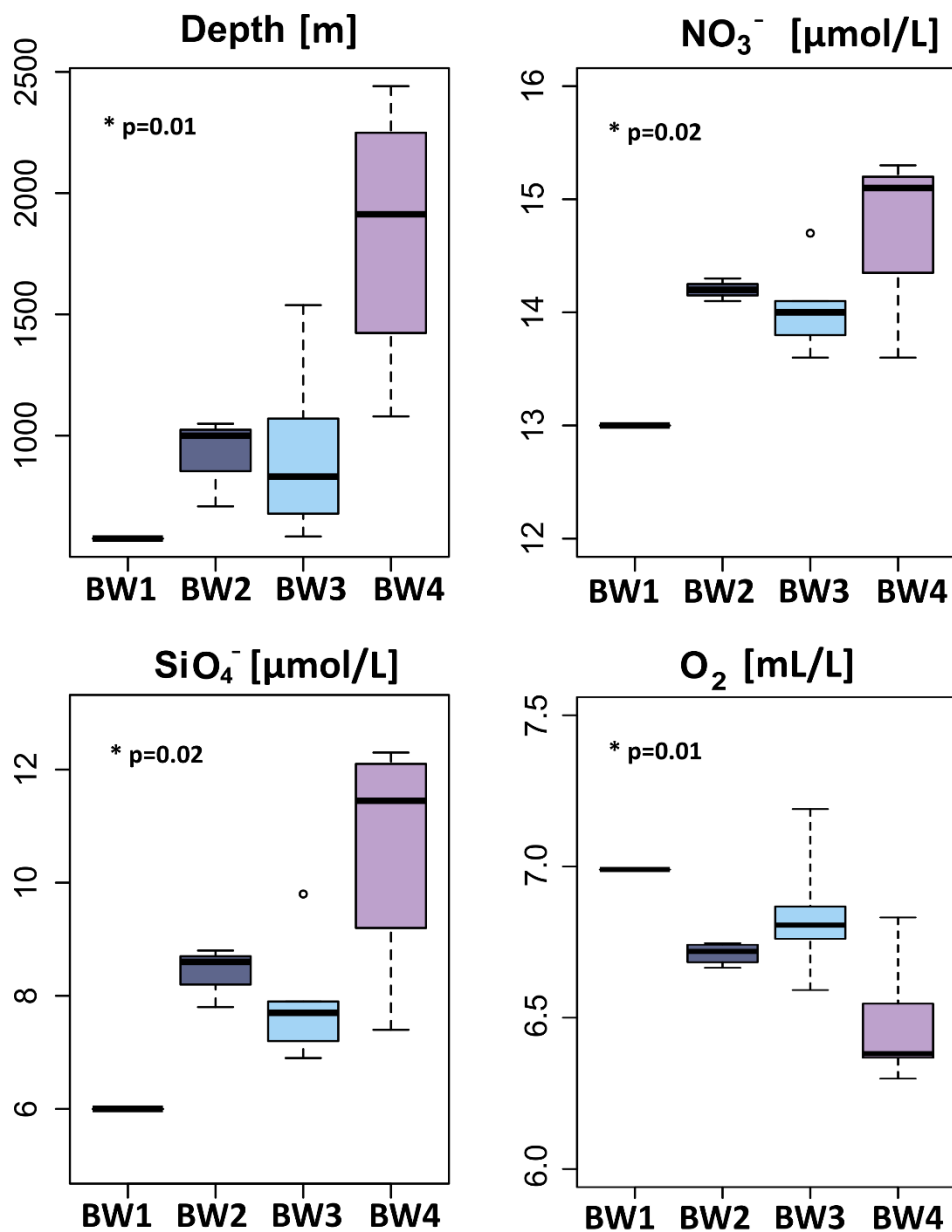 Depth [m]
2500
2000
1500
1000
* p=0.01
BW1 BW2 BW3 BW4
NO₃⁻ [µmol/L]
16
15
14
13
12
* p=0.02
BW1 BW2 BW3 BW4
SiO₄⁻ [µmol/L]
12
10
8
6
* p=0.02
BW1 BW2 BW3 BW4
O₂ [mL/L]
7.5
7.0
6.5
6.0
* p=0.01
BW1 BW2 BW3 BW4